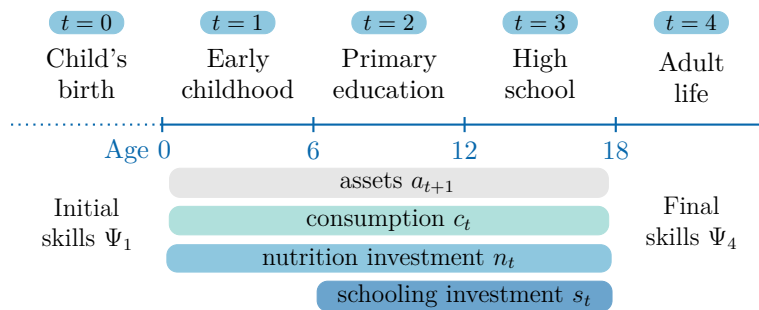 t = 0 t = 1 t = 2 t = 3 t = 4
Child's Early Primary High Adult
birth childhood education school life
Age 0 6 12 18
assets a_{t+1}
Initial consumption c_t Final
skills Ψ_1 nutrition investment n_t skills Ψ_4
schooling investment s_t